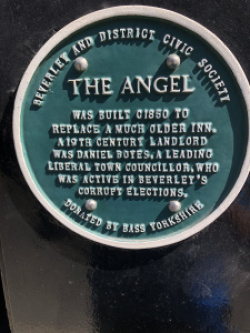 BEVERLEY AND DISTRICT CIVIC SOCIETY
THE ANGEL
WAS BUILT C1850 TO
REPLACE A MUCH OLDER INN.
A 19TH CENTURY LANDLORD
WAS DANIEL BOYES, A LEADING
LIBERAL TOWN COUNCILLOR, WHO
WAS ACTIVE IN BEVERLEY'S
CORRUPT ELECTIONS.
DONATED BY BASS YORKSHIRE